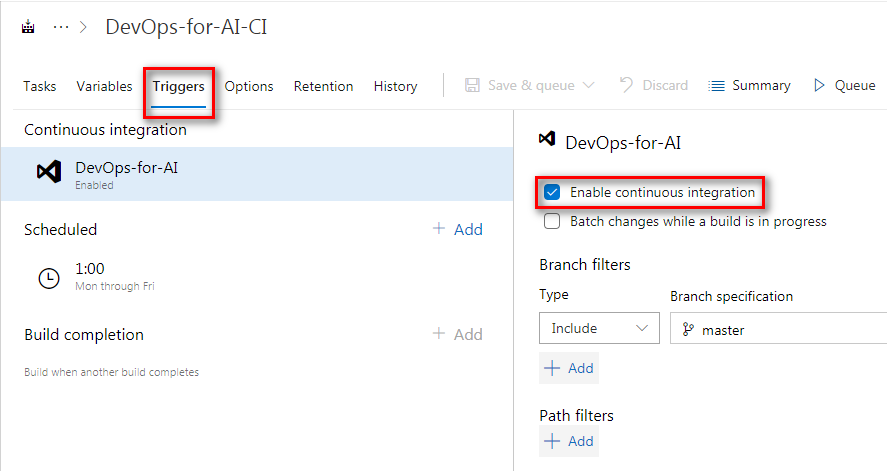 ··· > DevOps-for-AI-CI
Tasks Variables Triggers Options Retention History Save & queue Discard Summary Queue
Continuous integration
DevOps-for-AI
Enabled
Scheduled + Add
1:00
Mon through Fri
Build completion + Add
Build when another build completes
DevOps-for-AI
Enable continuous integration
Batch changes while a build is in progress
Branch filters
Type Branch specification
Include master
+ Add
Path filters
+ Add